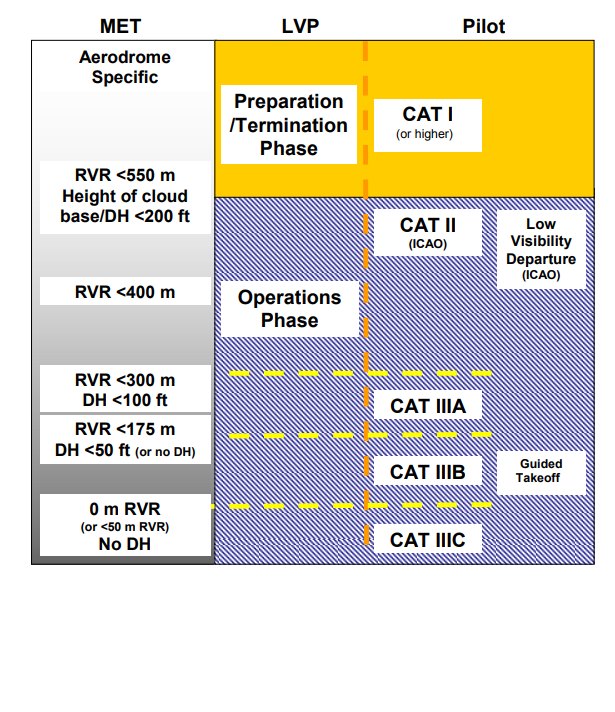 MET
LVP
Pilot
Aerodrome
Specific
Preparation
/Termination
Phase
CAT I
(or higher)
RVR <550 m
Height of cloud
base/DH <200 ft
CAT II
(ICAO)
Low
Visibility
Departure
(ICAO)
RVR <400 m
Operations
Phase
RVR <300 m
DH <100 ft
CAT IIIA
RVR <175 m
DH <50 ft (or no DH)
CAT IIIB
Guided
Takeoff
0 m RVR
(or <50 m RVR)
No DH
CAT IIIC